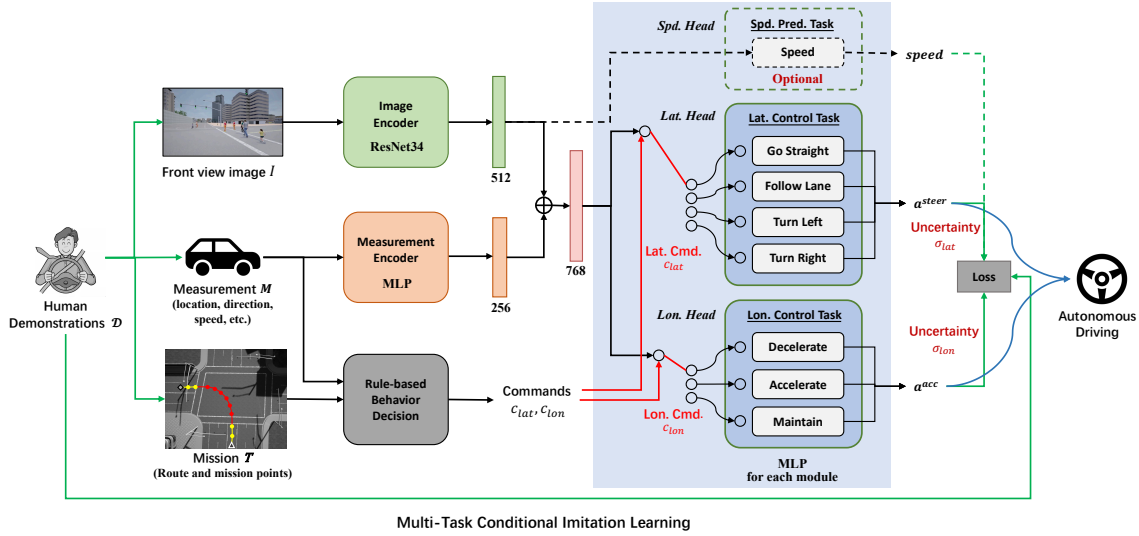 Spd. Head
Spd. Pred. Task
Speed
Optional
speed
Image
Encoder
ResNet34
512
Front view image I
Lat. Head
Lat. Control Task
Go Straight
Follow Lane
Turn Left
Turn Right
Lat. Cmd.
c_lat
a^steer
Uncertainty
σ_lat
768
Measurement
Encoder
MLP
256
Human
Demonstrations 𝒟
Measurement M
(location, direction,
speed, etc.)
Loss
Autonomous
Driving
Lon. Head
Lon. Control Task
Decelerate
Accelerate
Maintain
Lon. Cmd.
c_lon
Uncertainty
σ_lon
a^acc
Rule-based
Behavior
Decision
Commands
c_lat, c_lon
Mission T
(Route and mission points)
MLP
for each module
Multi-Task Conditional Imitation Learning